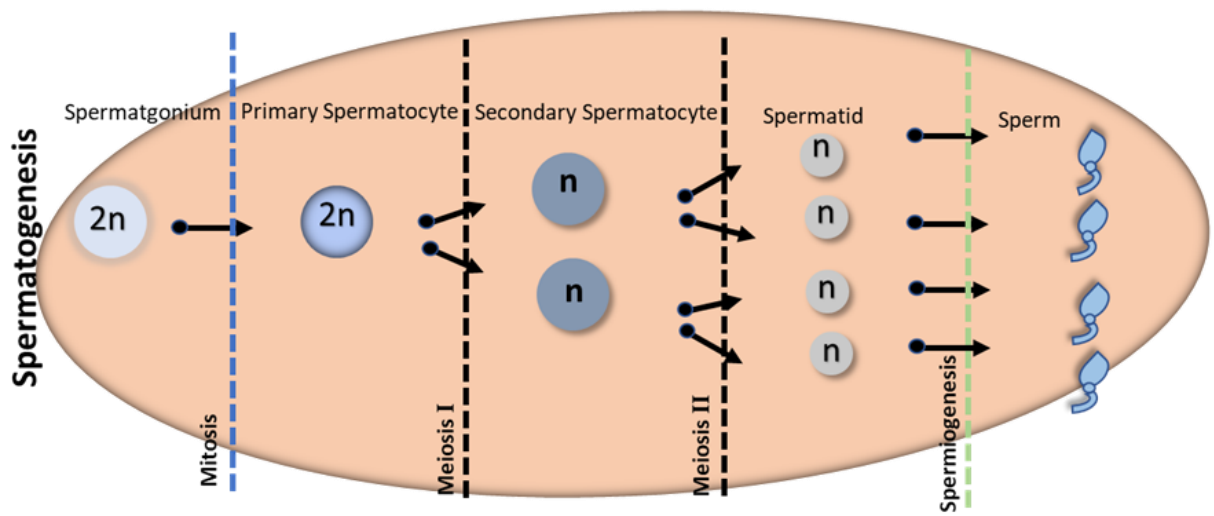 Spermatogenesis
Spermatgonium
Primary Spermatocyte
Secondary Spermatocyte
Spermatid
Sperm
2n
2n
n
n
n
n
n
n
Mitosis
Meiosis I
Meiosis II
Spermiogenesis